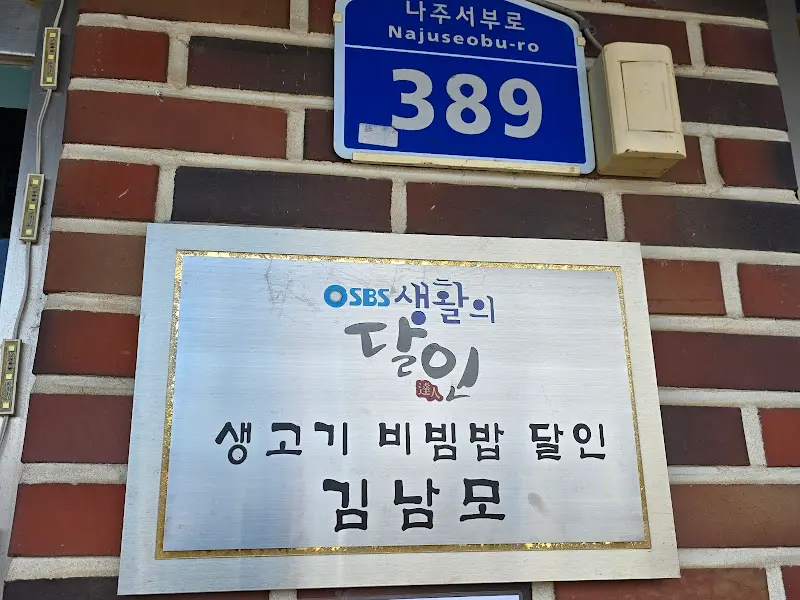 나주서부로
Najuseobu-ro
389
SBS 생활의
달인
達人
생고기 비빔밥 달인
김남모